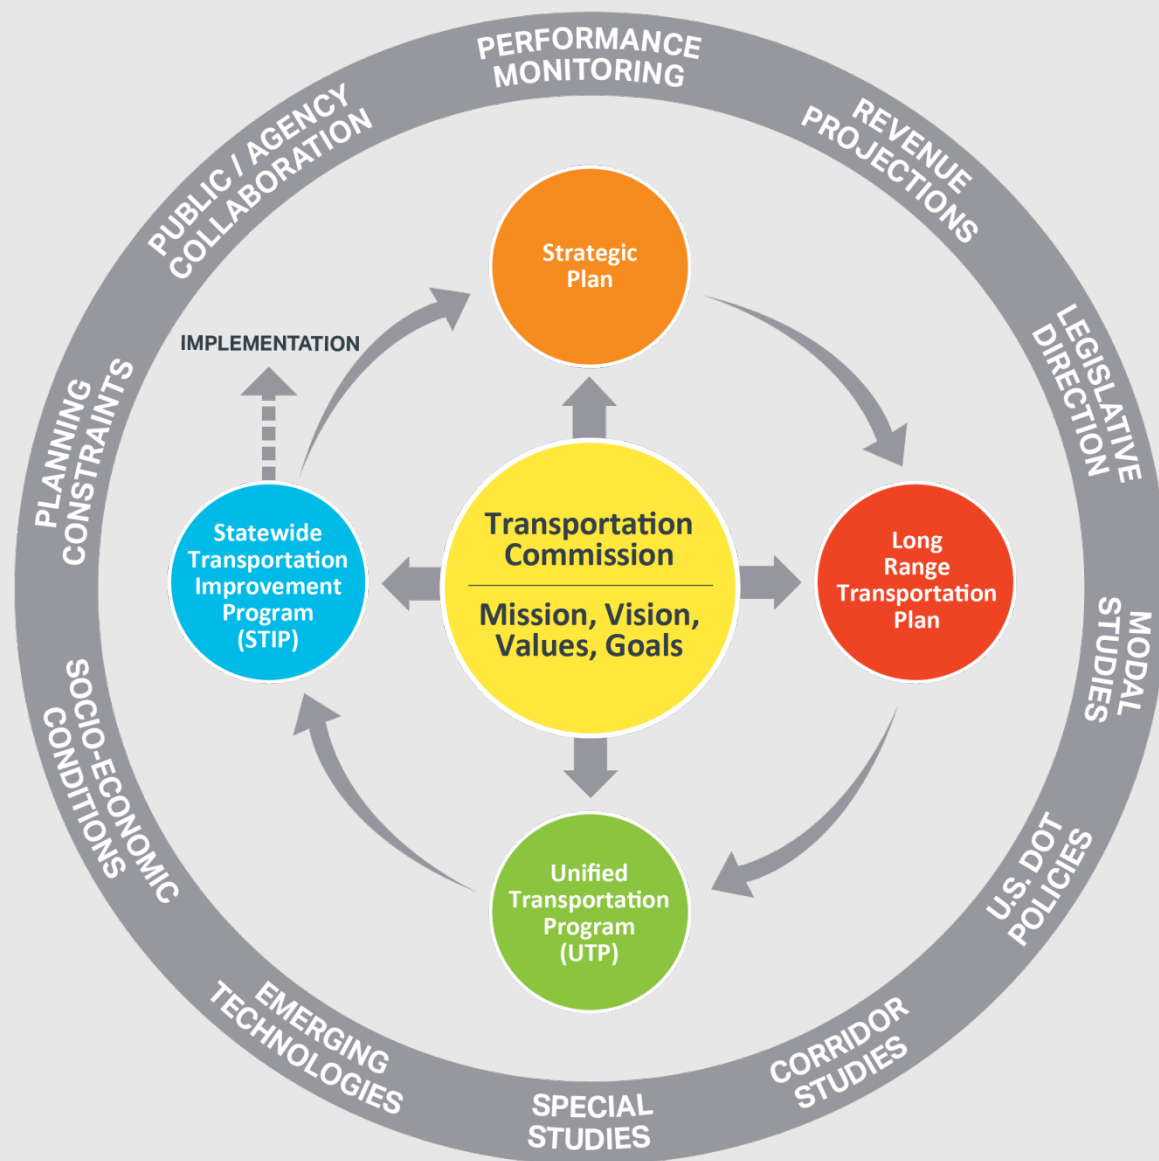 PERFORMANCE
MONITORING
REVENUE
PROJECTIONS
LEGISLATIVE
DIRECTION
MODAL
STUDIES
U.S. DOT
POLICIES
CORRIDOR
STUDIES
SPECIAL
STUDIES
EMERGING
TECHNOLOGIES
SOCIO-ECONOMIC
CONDITIONS
PLANNING
CONSTRAINTS
PUBLIC / AGENCY
COLLABORATION
Strategic
Plan
IMPLEMENTATION
Statewide
Transportation
Improvement
Program
(STIP)
Transportation
Commission
Mission, Vision,
Values, Goals
Long
Range
Transportation
Plan
Unified
Transportation
Program
(UTP)